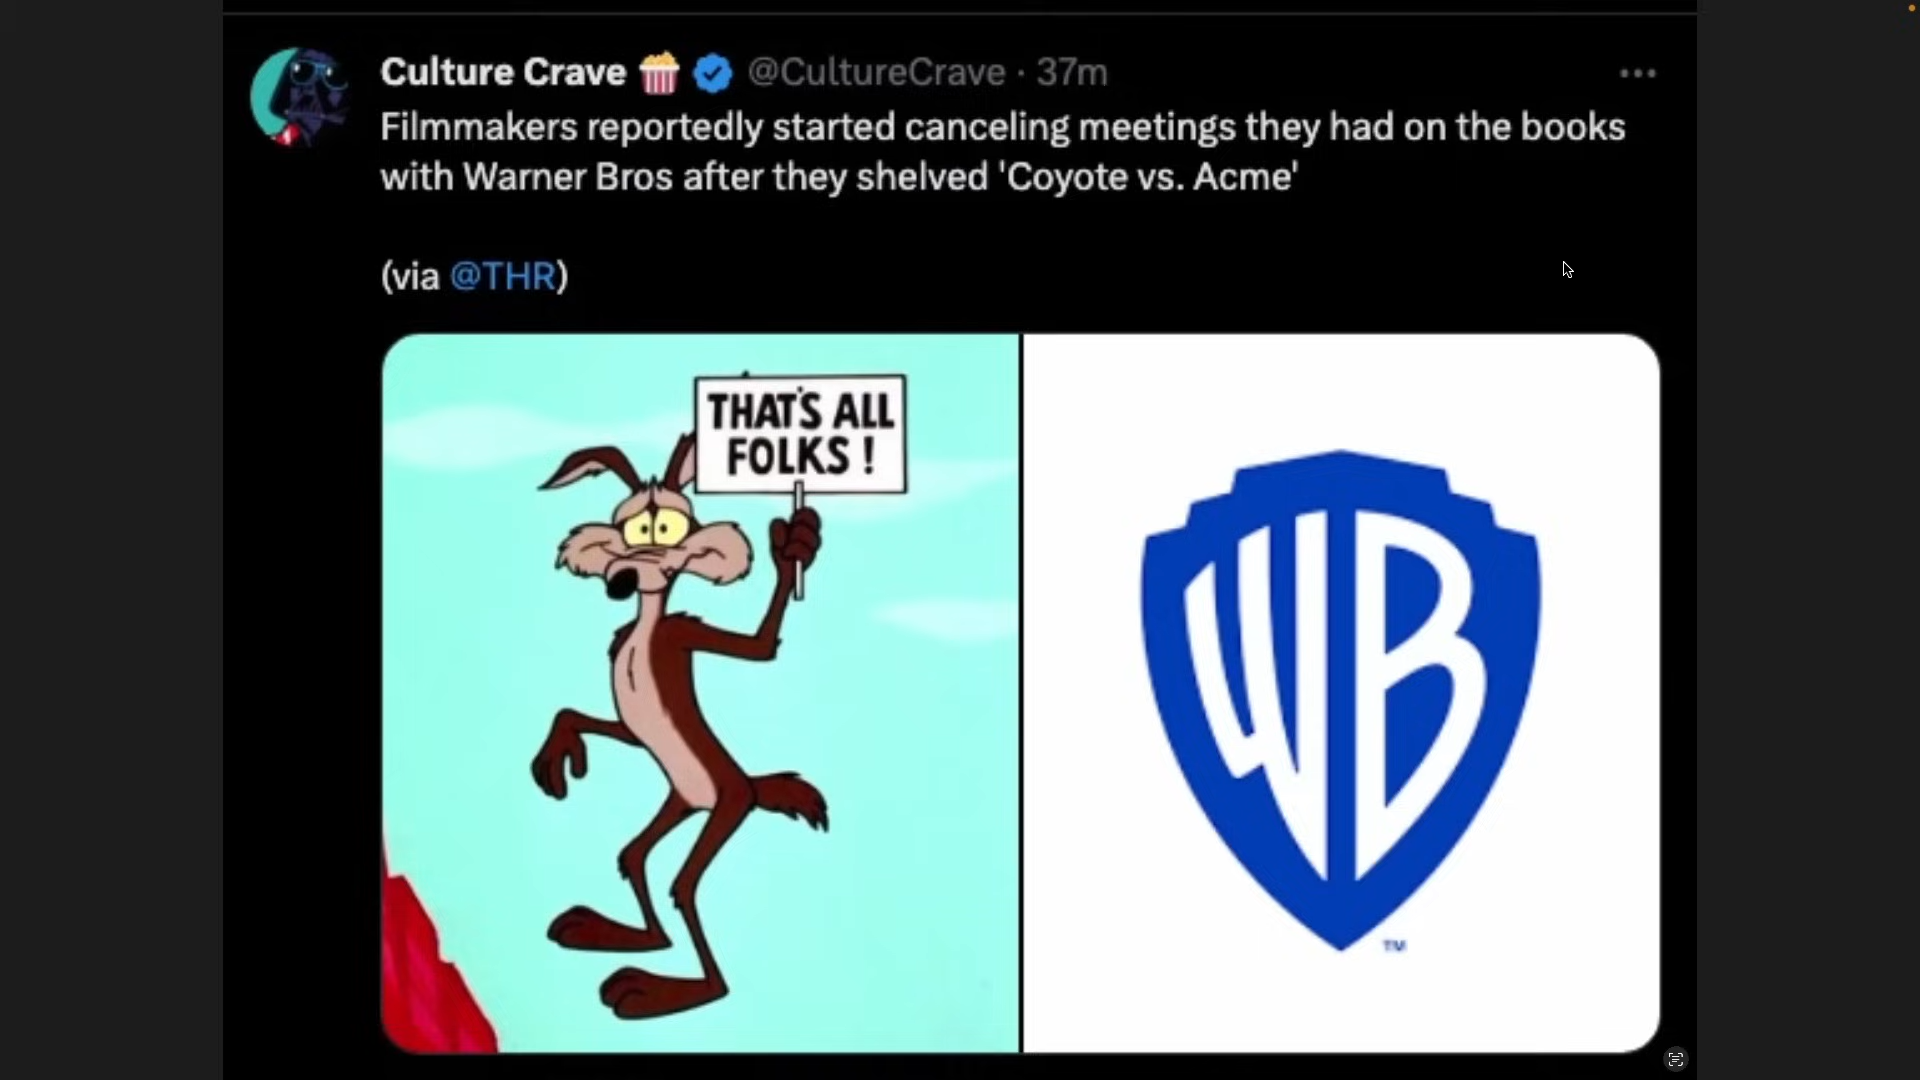 Culture Crave 🍿 @CultureCrave · 37m
Filmmakers reportedly started canceling meetings they had on the books
with Warner Bros after they shelved 'Coyote vs. Acme'
(via @THR)
THAT'S ALL
FOLKS !
WB
TM